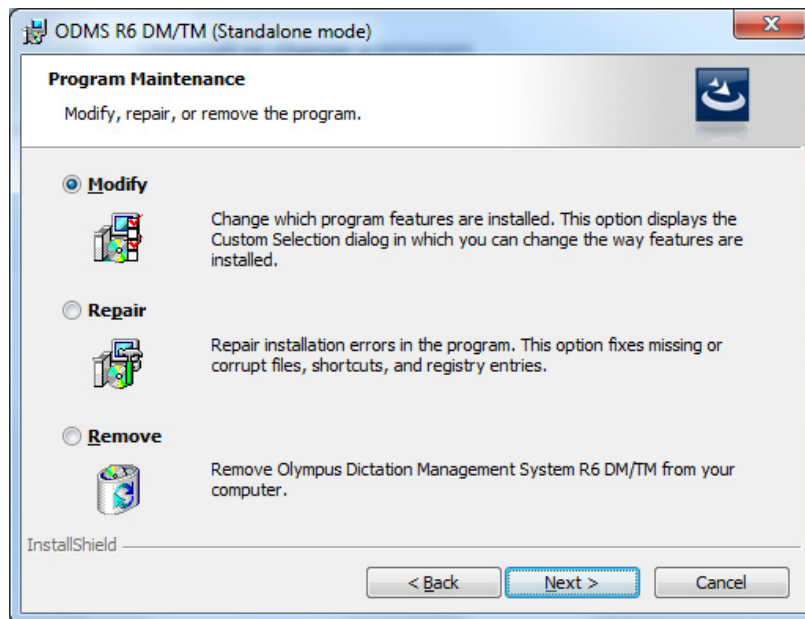 ODMS R6 DM/TM (Standalone mode)
Program Maintenance
Modify, repair, or remove the program.
Modify
Change which program features are installed. This option displays the
Custom Selection dialog in which you can change the way features are
installed.
Repair
Repair installation errors in the program. This option fixes missing or
corrupt files, shortcuts, and registry entries.
Remove
Remove Olympus Dictation Management System R6 DM/TM from your
computer.
InstallShield
< Back
Next >
Cancel